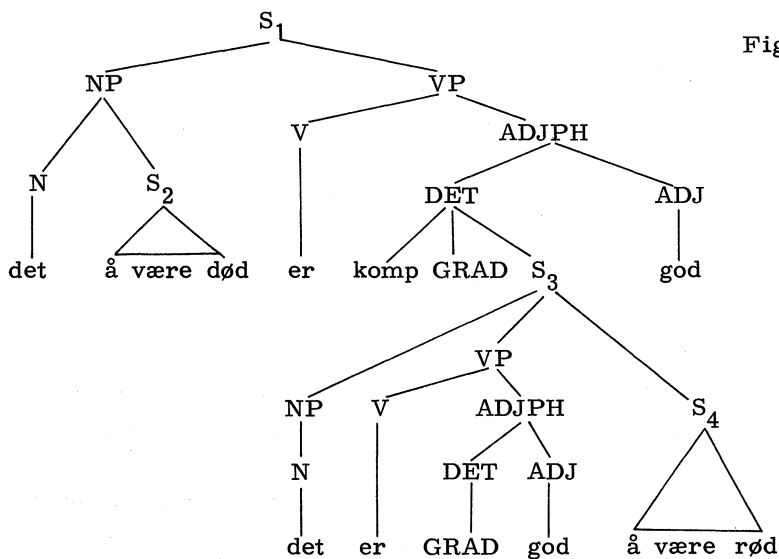 S1
Fig
NP VP
V ADJPH
N S2 DET ADJ
det å være død er komp GRAD S3 god
VP
NP V ADJPH S4
N DET ADJ
det er GRAD god å være rød